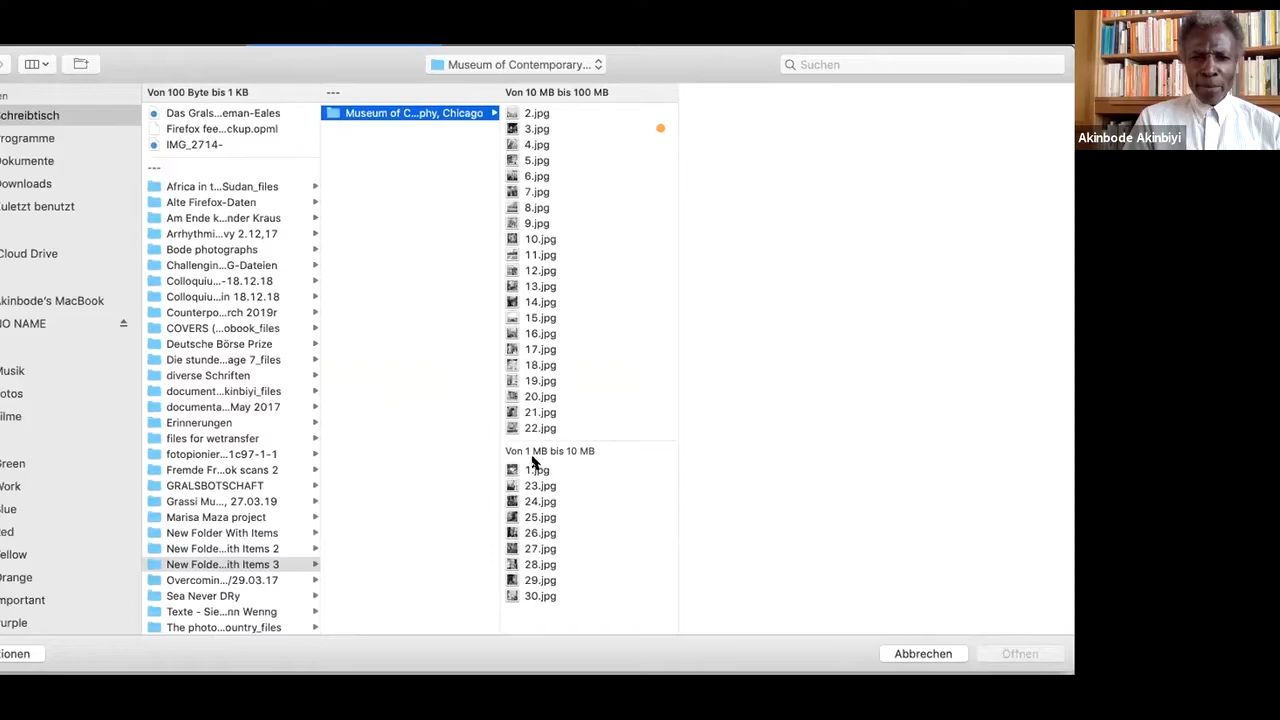 Museum of Contemporary...
Suchen
en
chreibtisch
Programme
Dokumente
Downloads
uletzt benutzt
Cloud Drive
kinbode's MacBook
NO NAME
Musik
otos
ilme
Green
Work
lue
ed
ellow
Orange
mportant
urple
Von 100 Byte bis 1 KB
Das Grals...eman-Eales
Firefox fee...ckup.opml
IMG_2714-
---
Africa in t...Sudan_files
Alte Firefox-Daten
Am Ende k...nder Kraus
Arrhythmi...vy 2.12,17
Bode photographs
Challengin...G-Dateien
Colloquiu...-18.12.18
Colloquiu...in 18.12.18
Counterpo...rch 2019r
COVERS (...obook_files
Deutsche Börse Prize
Die stunde...age 7_files
diverse Schriften
document...kinbiyi_files
documenta...May 2017
Erinnerungen
files for wetransfer
fotopionier...1c97-1-1
Fremde Fr...ok scans 2
GRALSBOTSCHAFT
Grassi Mu..., 27.03.19
Marisa Maza project
New Folder With Items
New Folde...ith Items 2
New Folde...ith Items 3
Overcomin.../29.03.17
Sea Never DRy
Texte - Sie...nn Wenng
The photo...ountry_files
---
Museum of C...phy, Chicago
Von 10 MB bis 100 MB
2.jpg
3.jpg
4.jpg
5.jpg
6.jpg
7.jpg
8.jpg
9.jpg
10.jpg
11.jpg
12.jpg
13.jpg
14.jpg
15.jpg
16.jpg
17.jpg
18.jpg
19.jpg
20.jpg
21.jpg
22.jpg
Von 1 MB bis 10 MB
1.jpg
23.jpg
24.jpg
25.jpg
26.jpg
27.jpg
28.jpg
29.jpg
30.jpg
ionen
Abbrechen
Öffnen
Akinbode Akinbiyi